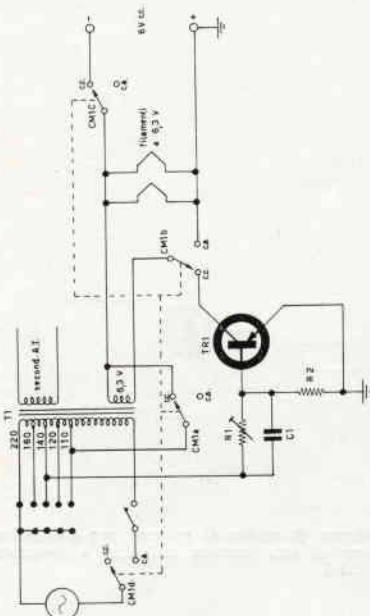 T1
220
160
140
120
110
second. A.T.
6,3 V
CM1d
c.c.
c.a.
CM1a
c.c.
c.a.
R1
C1
R2
TR1
CM1b
c.c.
c.a.
filamenti
a 6,3 V
CM1C
c.c.
c.a.
6V c.c.
-
+